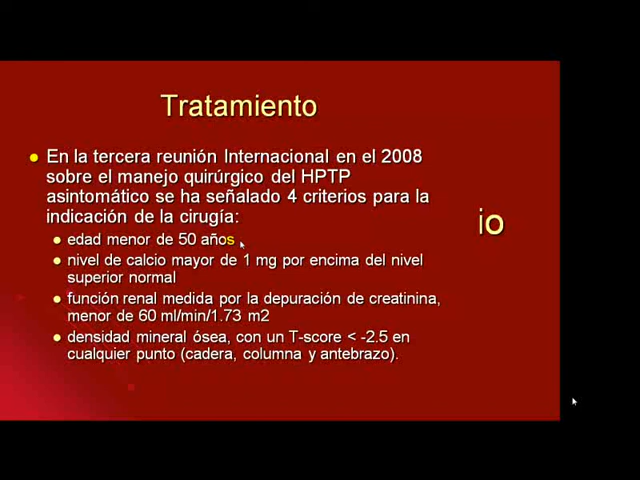 Tratamiento
En la tercera reunión Internacional en el 2008
sobre el manejo quirúrgico del HPTP
asintomático se ha señalado 4 criterios para la
indicación de la cirugía:
edad menor de 50 años
nivel de calcio mayor de 1 mg por encima del nivel
superior normal
función renal medida por la depuración de creatinina,
menor de 60 ml/min/1.73 m2
densidad mineral ósea, con un T-score < -2.5 en
cualquier punto (cadera, columna y antebrazo).
io